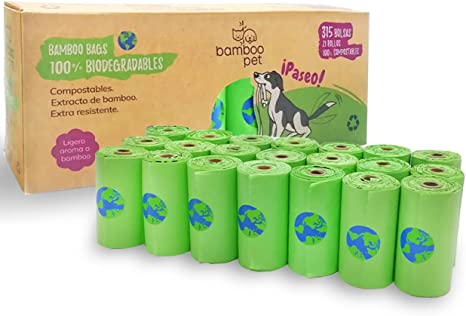 BAMBOO BAGS
100% BIODEGRADABLES
Compostables.
Extracto de bamboo.
Extra resistente.
Ligero
aroma a
bamboo
bamboo
pet
315 BOLSAS
21 ROLLOS
100% COMPOSTABLES
¡Paseo!